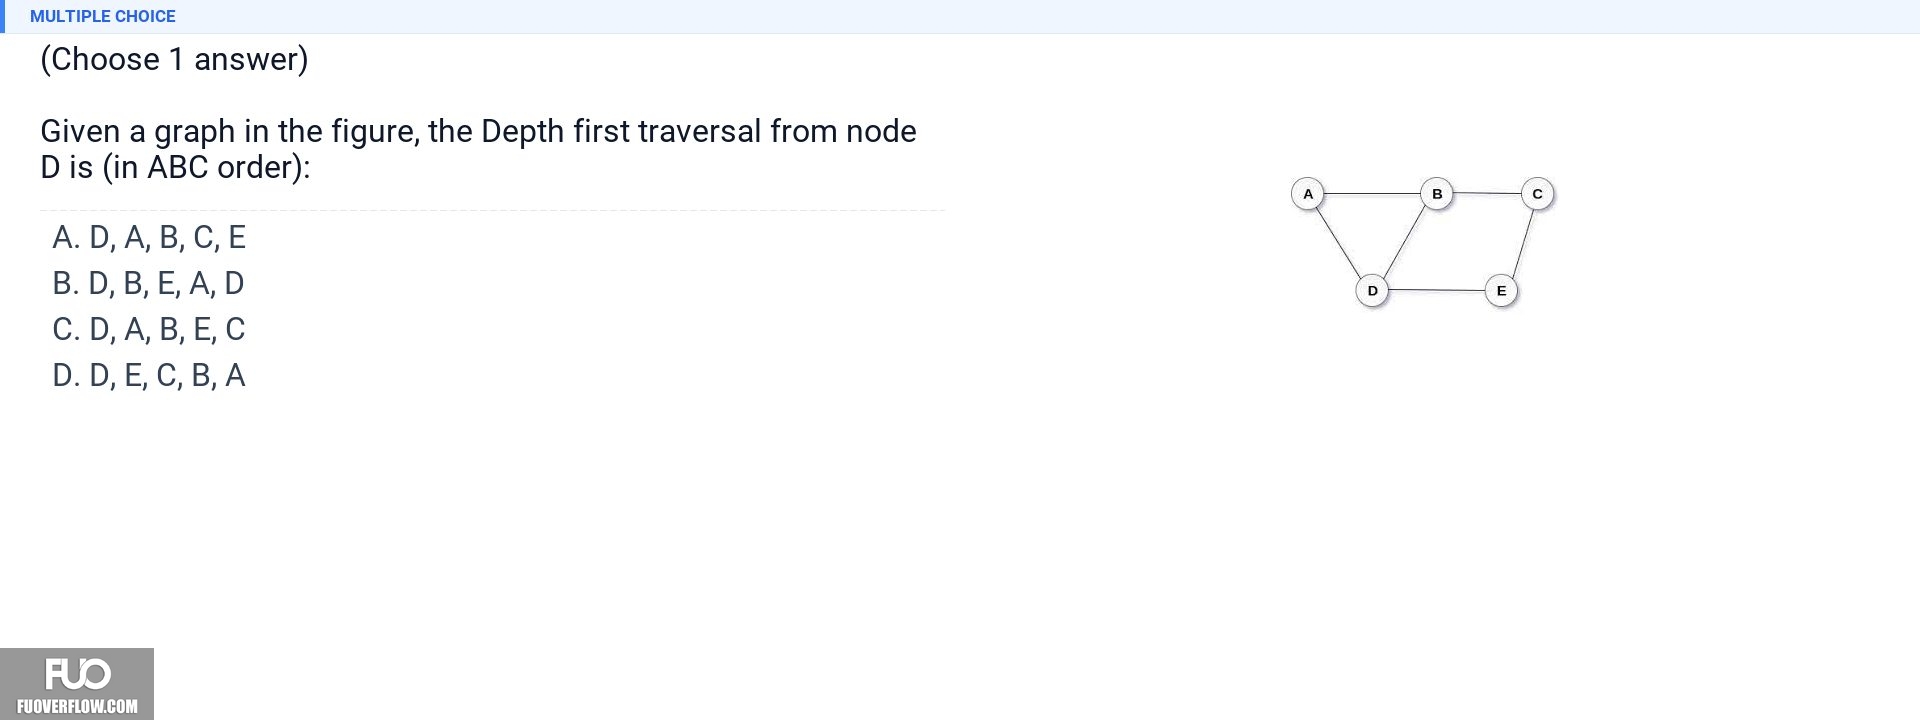 MULTIPLE CHOICE
(Choose 1 answer)
Given a graph in the figure, the Depth first traversal from node
D is (in ABC order):
A. D, A, B, C, E
B. D, B, E, A, D
C. D, A, B, E, C
D. D, E, C, B, A
A B C
D E
FUO
FUOVERFLOW.COM